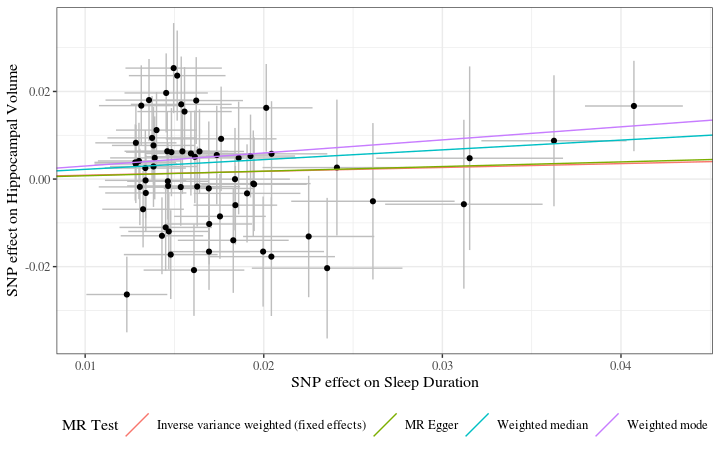 SNP effect on Hippocampal Volume
0.02
0.00
-0.02
0.01 0.02 0.03 0.04
SNP effect on Sleep Duration
MR Test Inverse variance weighted (fixed effects) MR Egger Weighted median Weighted mode